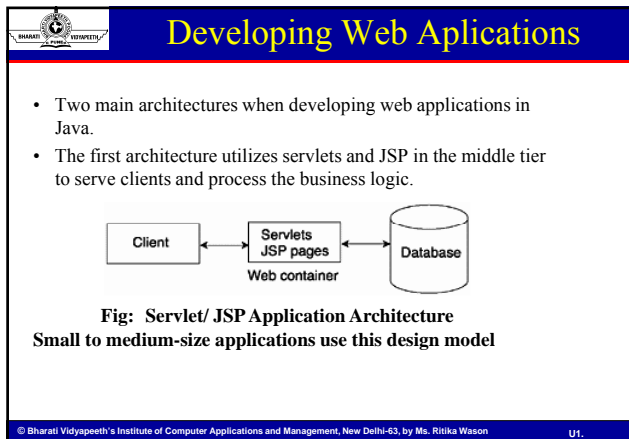 BHARATI VIDYAPEETH
PUNE
Developing Web Aplications
• Two main architectures when developing web applications in
Java.
• The first architecture utilizes servlets and JSP in the middle tier
to serve clients and process the business logic.
Client
Servlets
JSP pages
Database
Web container
Fig: Servlet/ JSP Application Architecture
Small to medium-size applications use this design model
© Bharati Vidyapeeth's Institute of Computer Applications and Management, New Delhi-63, by Ms. Ritika Wason U1.